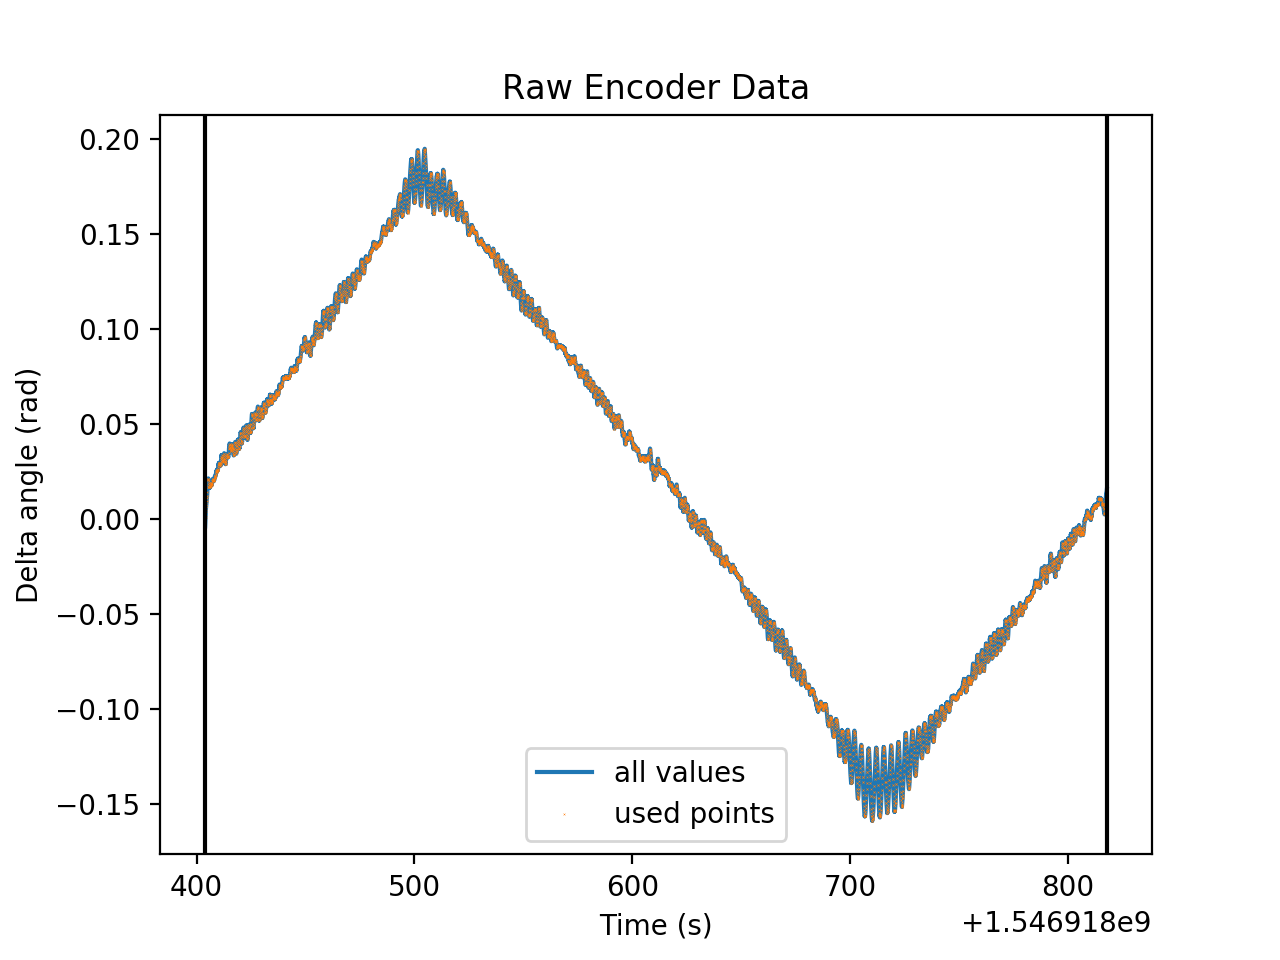 Raw Encoder Data
Delta angle (rad)
0.20
0.15
0.10
0.05
0.00
−0.05
−0.10
−0.15
all values
used points
400 500 600 700 800
Time (s)
+1.546918e9